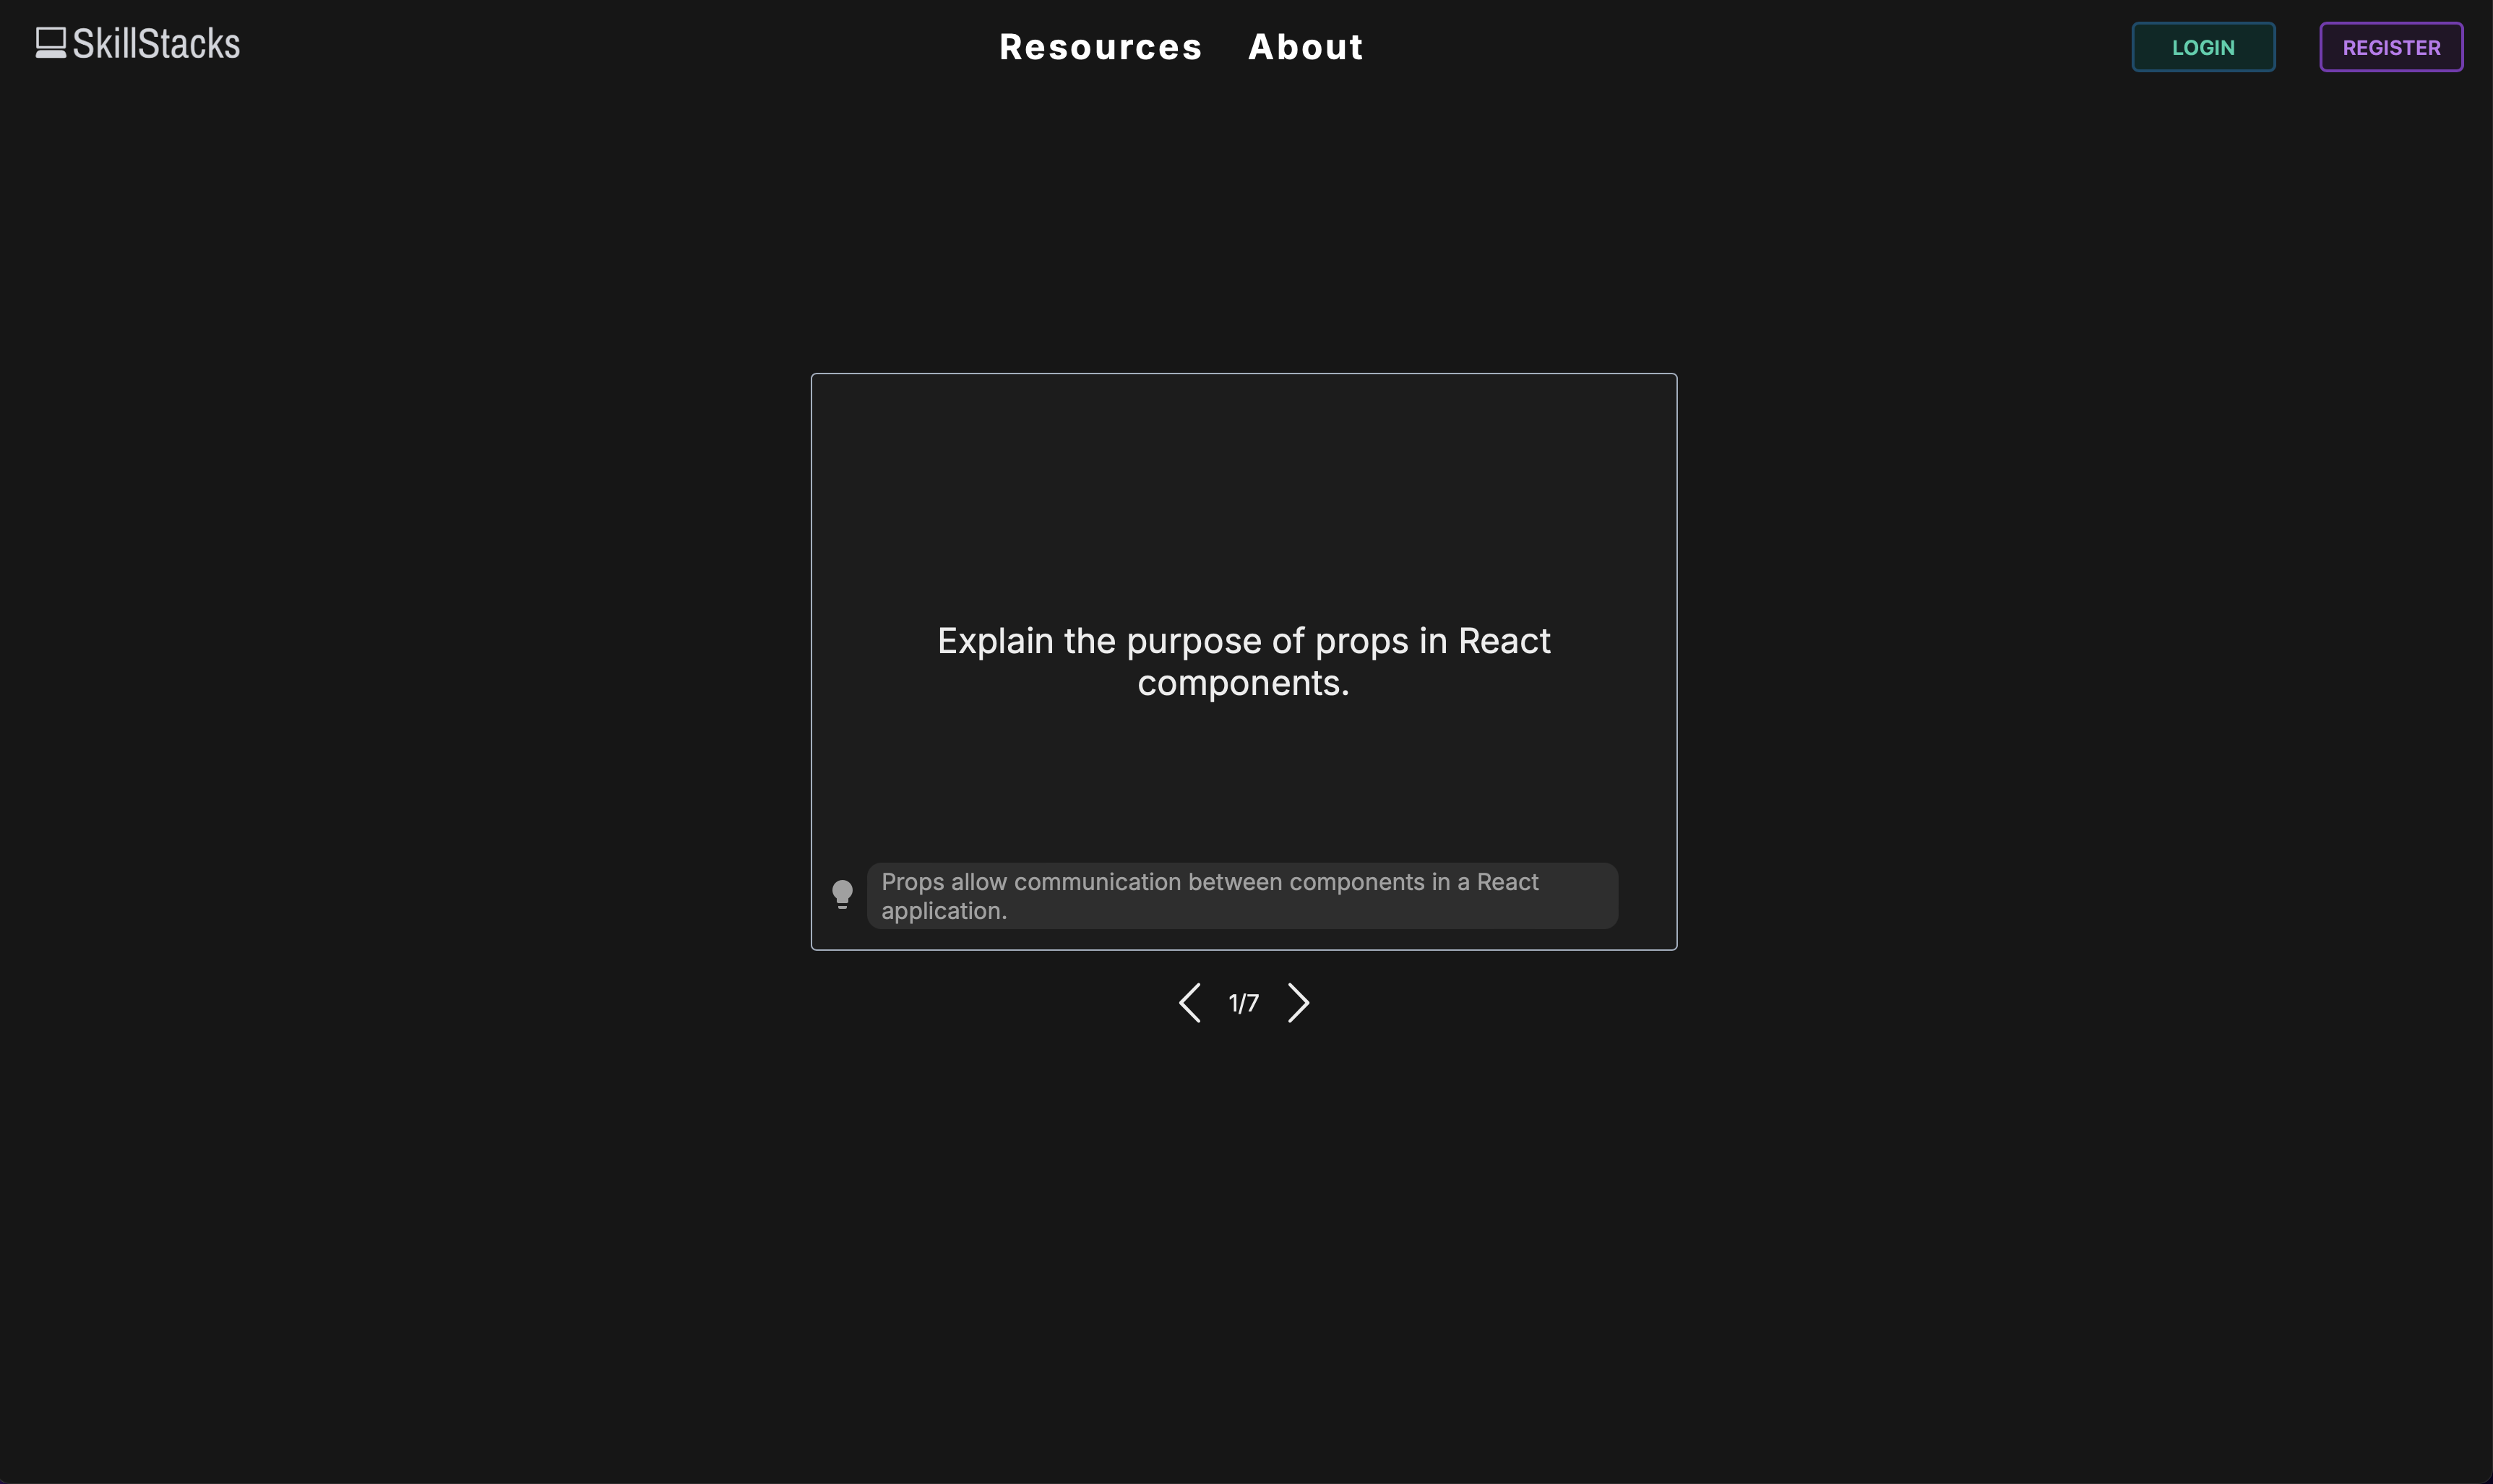 SkillStacks
Resources
About
LOGIN
REGISTER
Explain the purpose of props in React
components.
Props allow communication between components in a React
application.
1/7